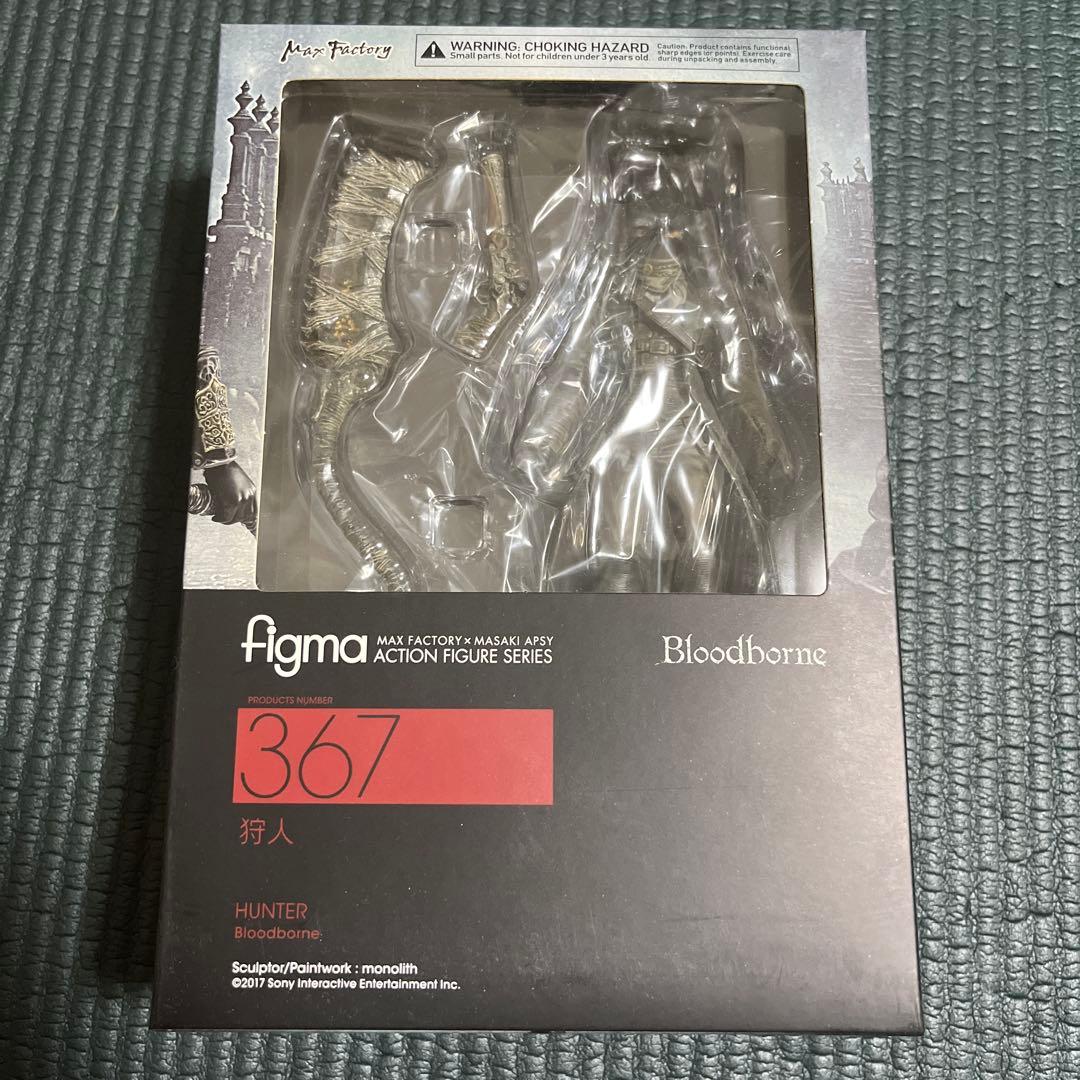 Max Factory
WARNING: CHOKING HAZARD
Small parts. Not for children under 3 years old.
Caution: Product contains functional
sharp edges (or points). Exercise care
during unpacking and assembly.
figma
MAX FACTORY × MASAKI APSY
ACTION FIGURE SERIES
Bloodborne
PRODUCTS NUMBER
367
狩人
HUNTER
Bloodborne
Sculptor/Paintwork : monolith
©2017 Sony Interactive Entertainment Inc.